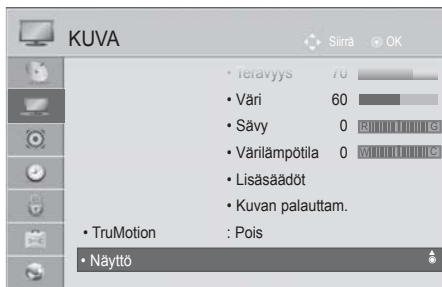 KUVA
Siirrä OK
• Terävyys 70
• Väri 60
• Sävy 0 R G
• Värilämpötila 0 W C
• Lisäsäädöt
• Kuvan palauttam.
• TruMotion : Pois
• Näyttö